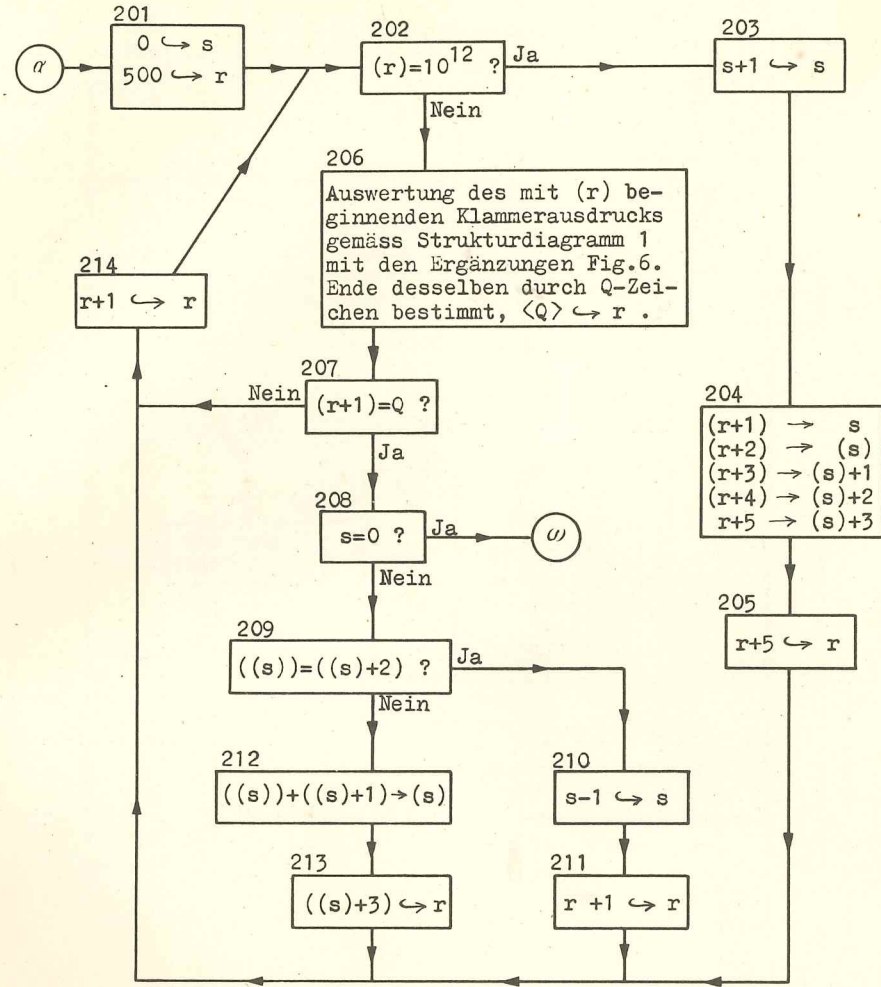 201
0 ↪ s
500 ↪ r
α
202
(r)=10¹² ?
Ja
Nein
203
s+1 ↪ s
206
Auswertung des mit (r) be-
ginnenden Klammerausdrucks
gemäss Strukturdiagramm 1
mit den Ergänzungen Fig.6.
Ende desselben durch Q-Zei-
chen bestimmt, ⟨Q⟩ ↪ r .
214
r+1 ↪ r
207
(r+1)=Q ?
Nein
Ja
204
(r+1) → s
(r+2) → (s)
(r+3) → (s)+1
(r+4) → (s)+2
r+5 → (s)+3
208
s=0 ?
Ja
ω
Nein
205
r+5 ↪ r
209
((s))=((s)+2) ?
Ja
Nein
212
((s))+((s)+1)→(s)
210
s-1 ↪ s
213
((s)+3) ↪ r
211
r +1 ↪ r